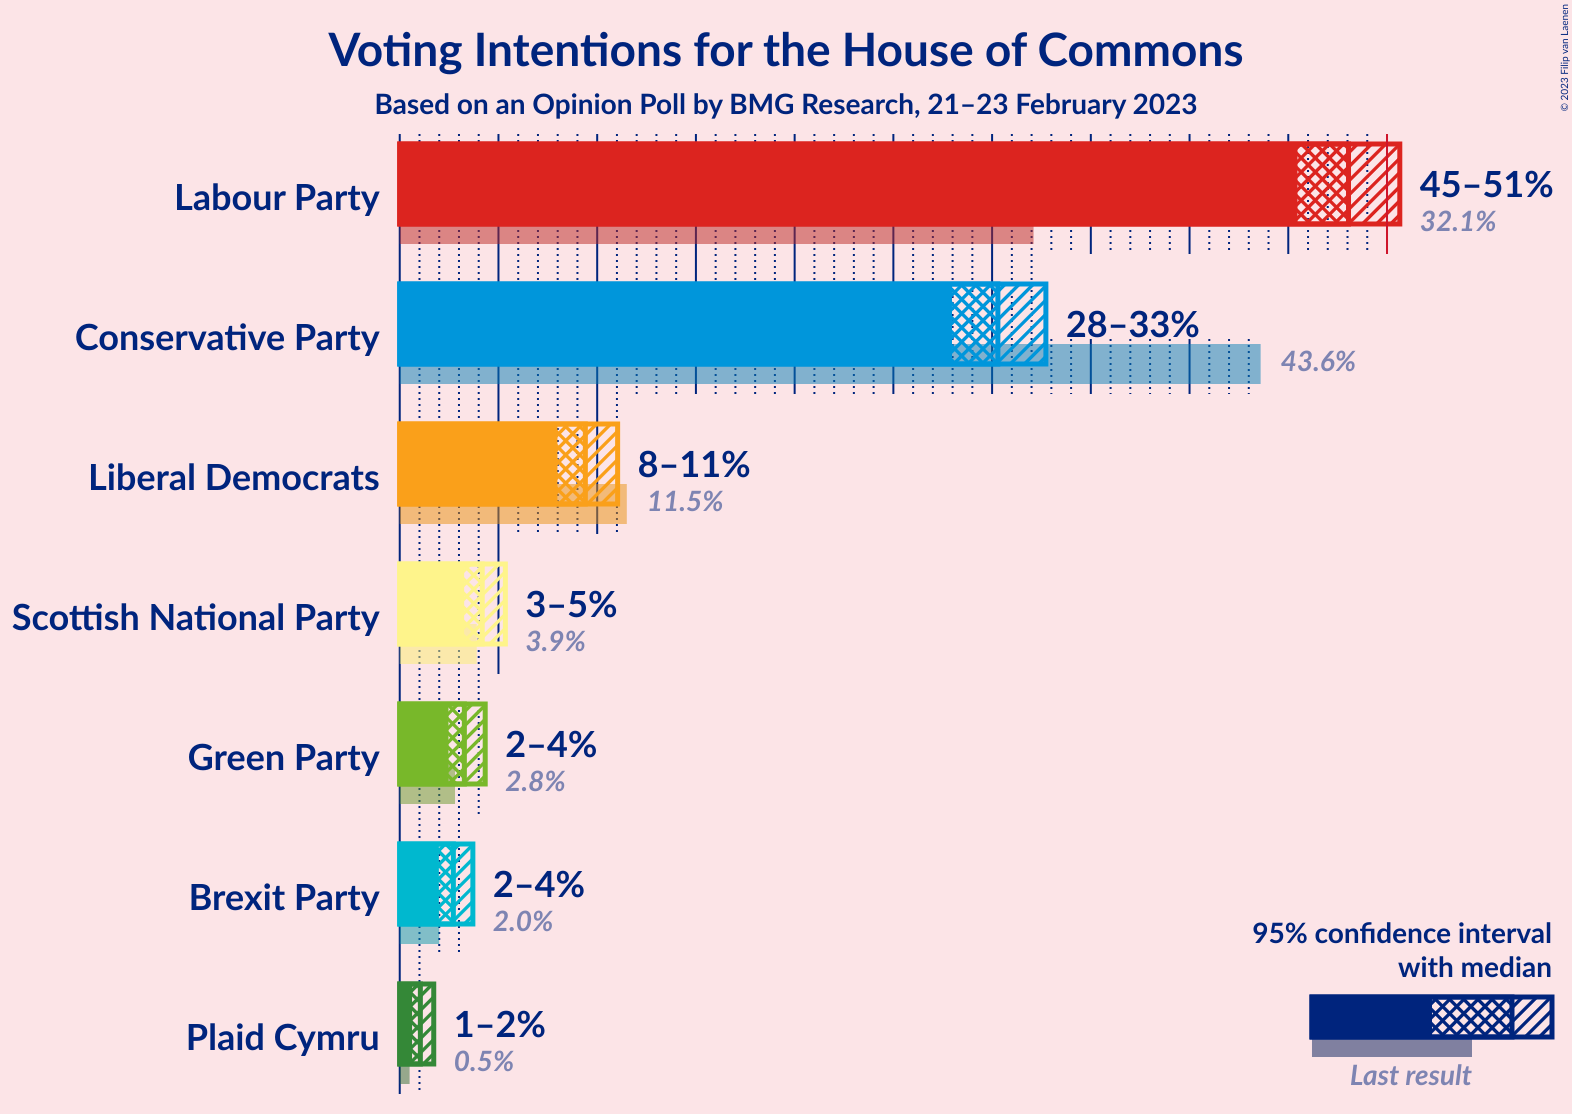 Voting Intentions for the House of Commons
Based on an Opinion Poll by BMG Research, 21–23 February 2023
© 2023 Filip van Laenen
Labour Party
45–51%
32.1%
Conservative Party
28–33%
43.6%
Liberal Democrats
8–11%
11.5%
Scottish National Party
3–5%
3.9%
Green Party
2–4%
2.8%
Brexit Party
2–4%
2.0%
Plaid Cymru
1–2%
0.5%
95% confidence interval
with median
Last result